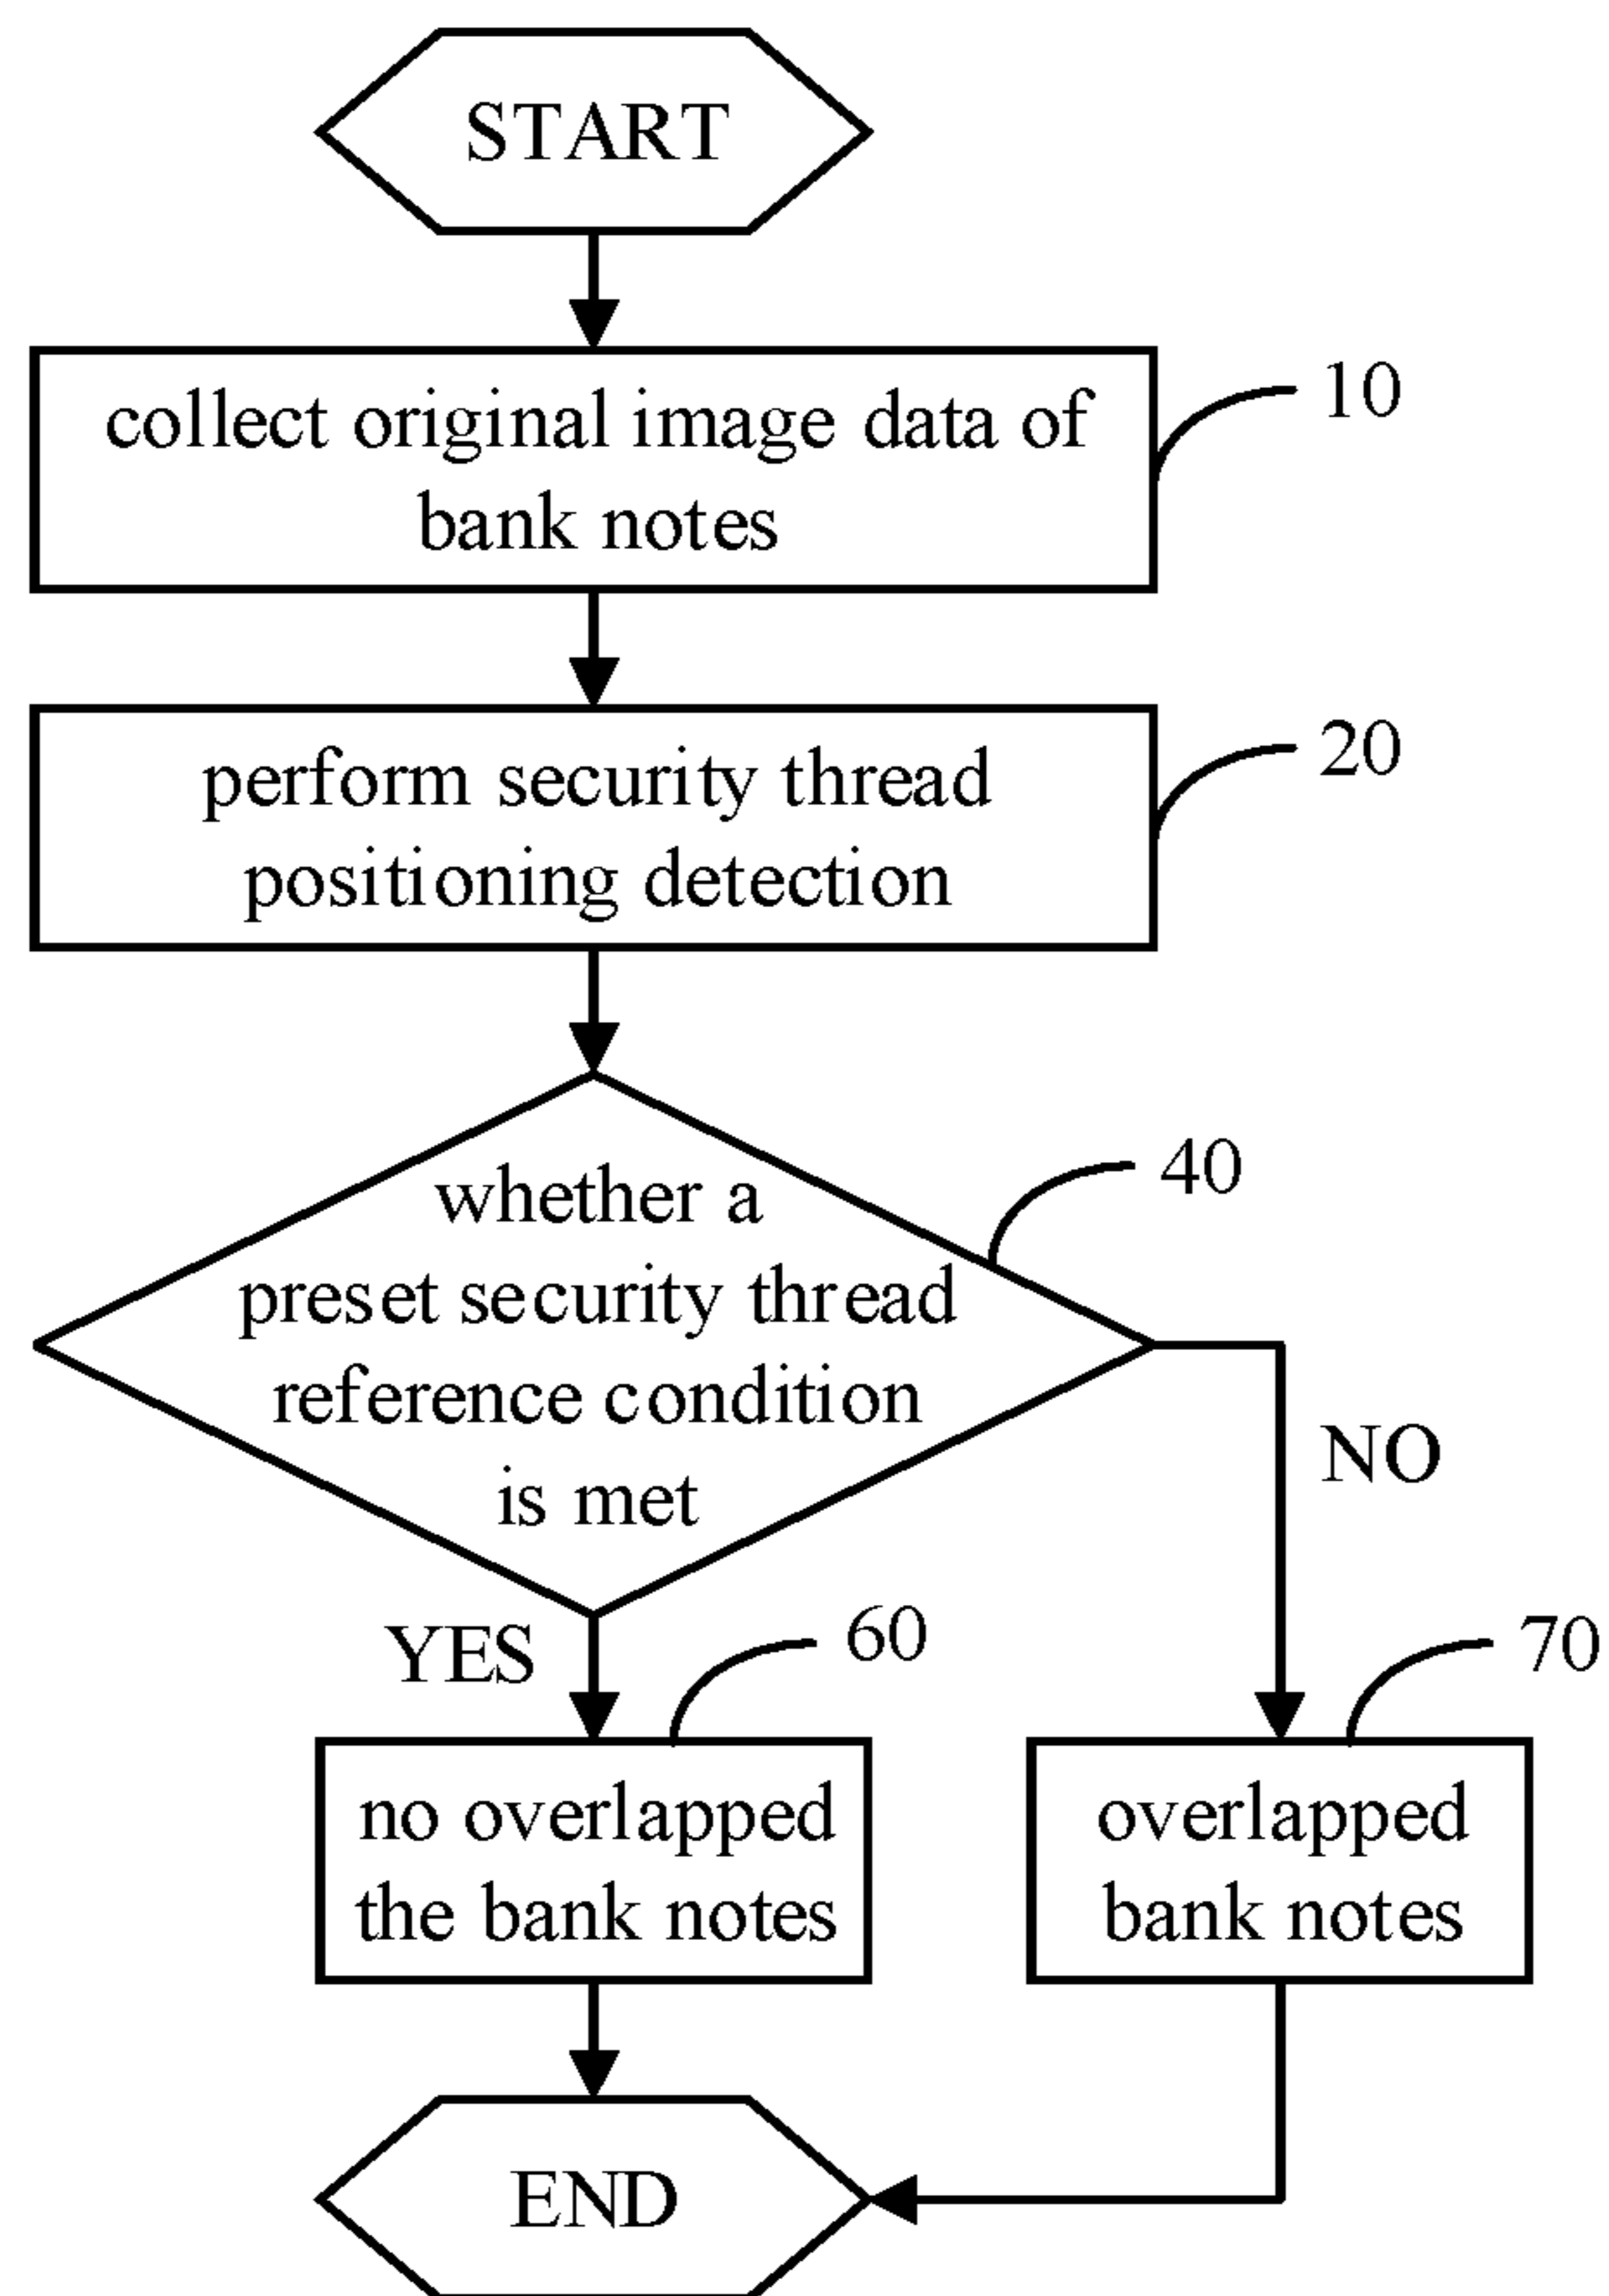 START
collect original image data of
bank notes
10
perform security thread
positioning detection
20
whether a
preset security thread
reference condition
is met
40
NO
YES
60
70
no overlapped
the bank notes
overlapped
bank notes
END